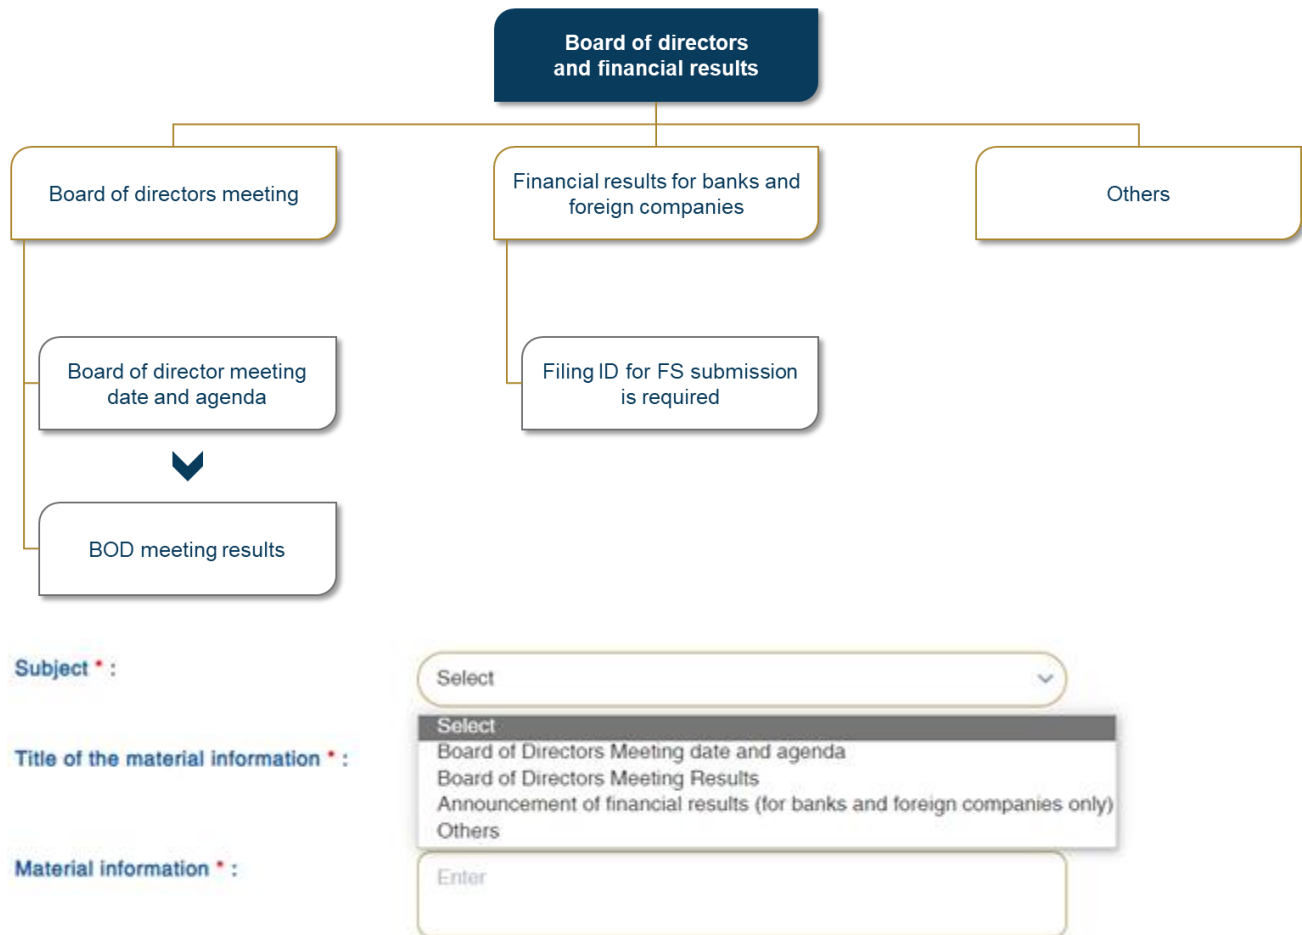 Board of directors
and financial results
Board of directors meeting
Financial results for banks and
foreign companies
Others
Board of director meeting
date and agenda
Filing ID for FS submission
is required
BOD meeting results
Subject * :
Select
Select
Board of Directors Meeting date and agenda
Board of Directors Meeting Results
Announcement of financial results (for banks and foreign companies only)
Others
Title of the material information * :
Material information * :
Enter